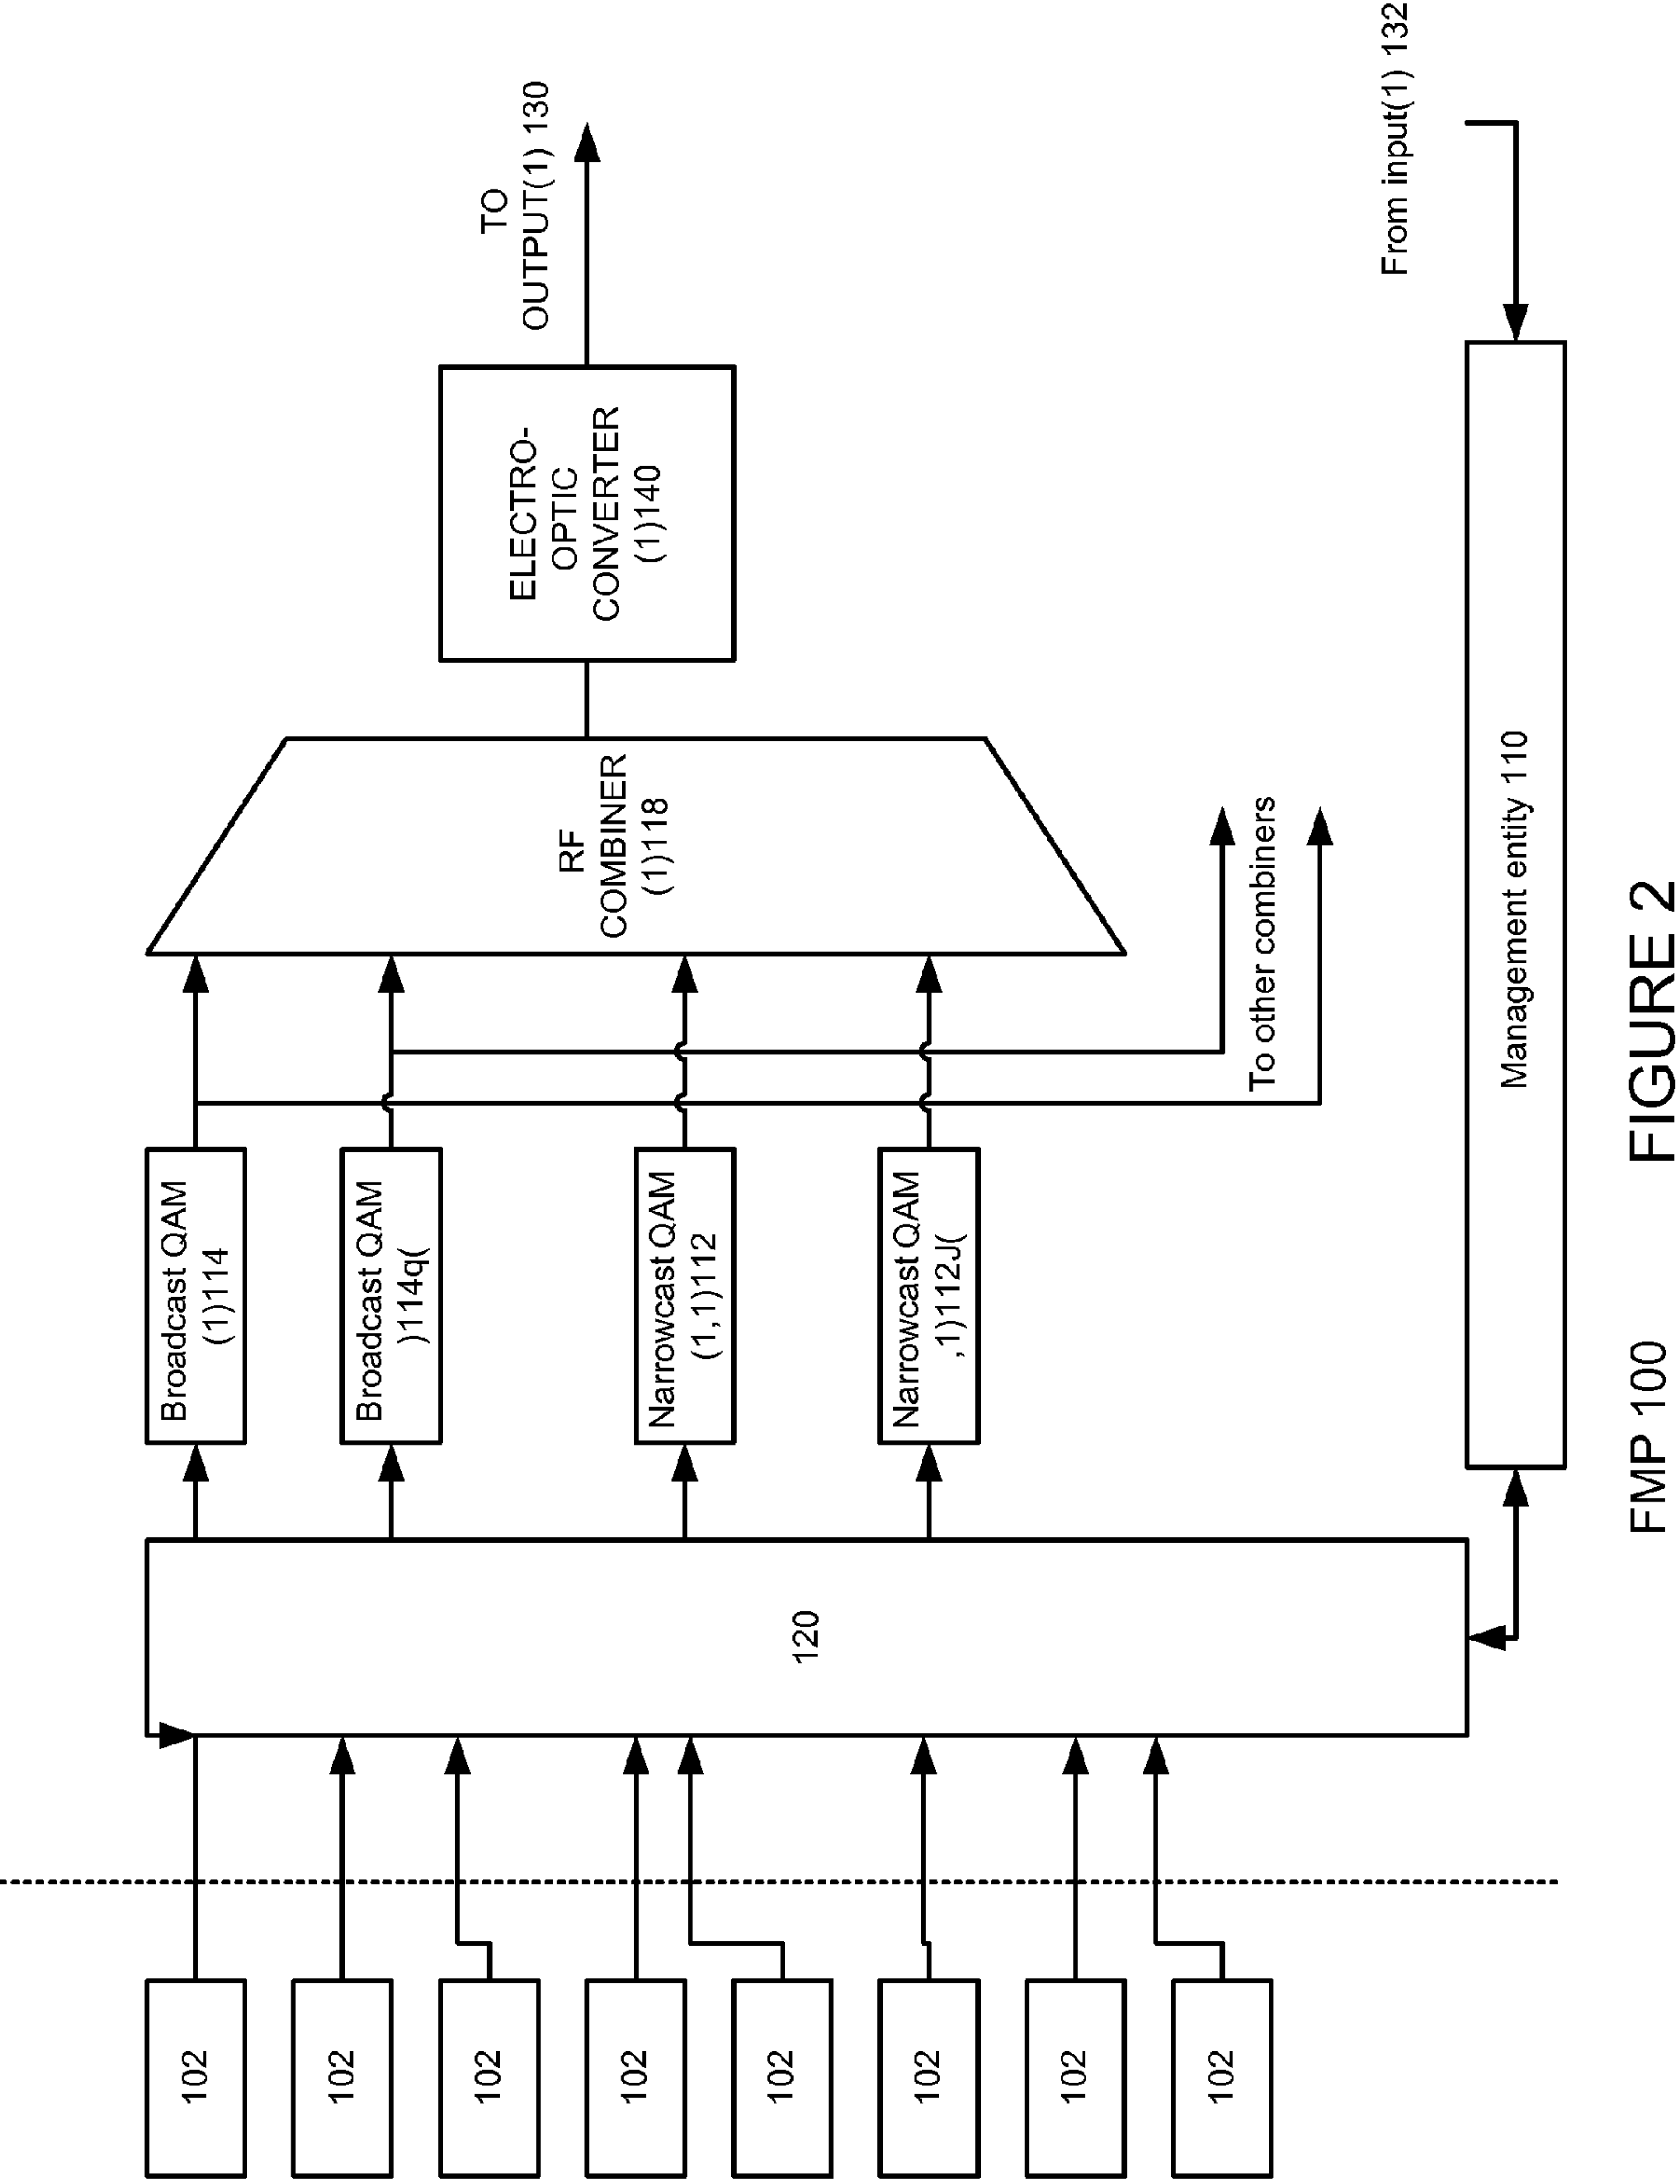 102
102
102
102
102
102
102
102
120
Broadcast QAM
(1)114
Broadcast QAM
)114q(
Narrowcast QAM
(1,1)112
Narrowcast QAM
,1)112J(
RF
COMBINER
(1)118
ELECTRO-
OPTIC
CONVERTER
(1)140
TO
OUTPUT(1) 130
To other combiners
From input(1) 132
Management entity 110
FMP 100
FIGURE 2